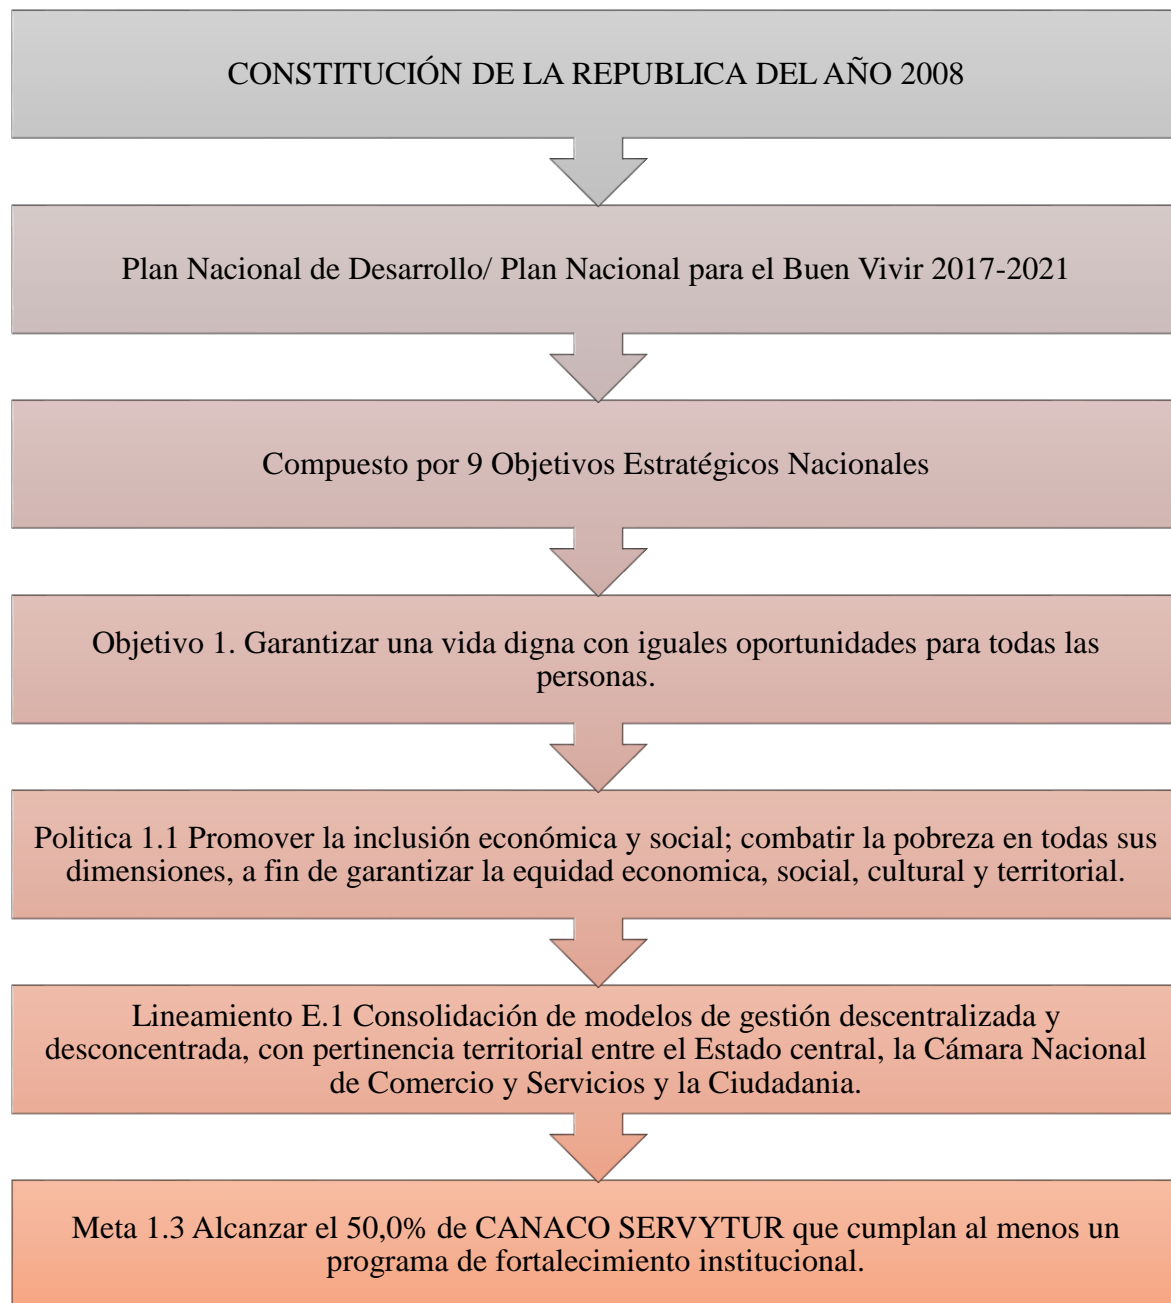 CONSTITUCIÓN DE LA REPUBLICA DEL AÑO 2008
Plan Nacional de Desarrollo/ Plan Nacional para el Buen Vivir 2017-2021
Compuesto por 9 Objetivos Estratégicos Nacionales
Objetivo 1. Garantizar una vida digna con iguales oportunidades para todas las
personas.
Politica 1.1 Promover la inclusión económica y social; combatir la pobreza en todas sus
dimensiones, a fin de garantizar la equidad economica, social, cultural y territorial.
Lineamiento E.1 Consolidación de modelos de gestión descentralizada y
desconcentrada, con pertinencia territorial entre el Estado central, la Cámara Nacional
de Comercio y Servicios y la Ciudadania.
Meta 1.3 Alcanzar el 50,0% de CANACO SERVYTUR que cumplan al menos un
programa de fortalecimiento institucional.